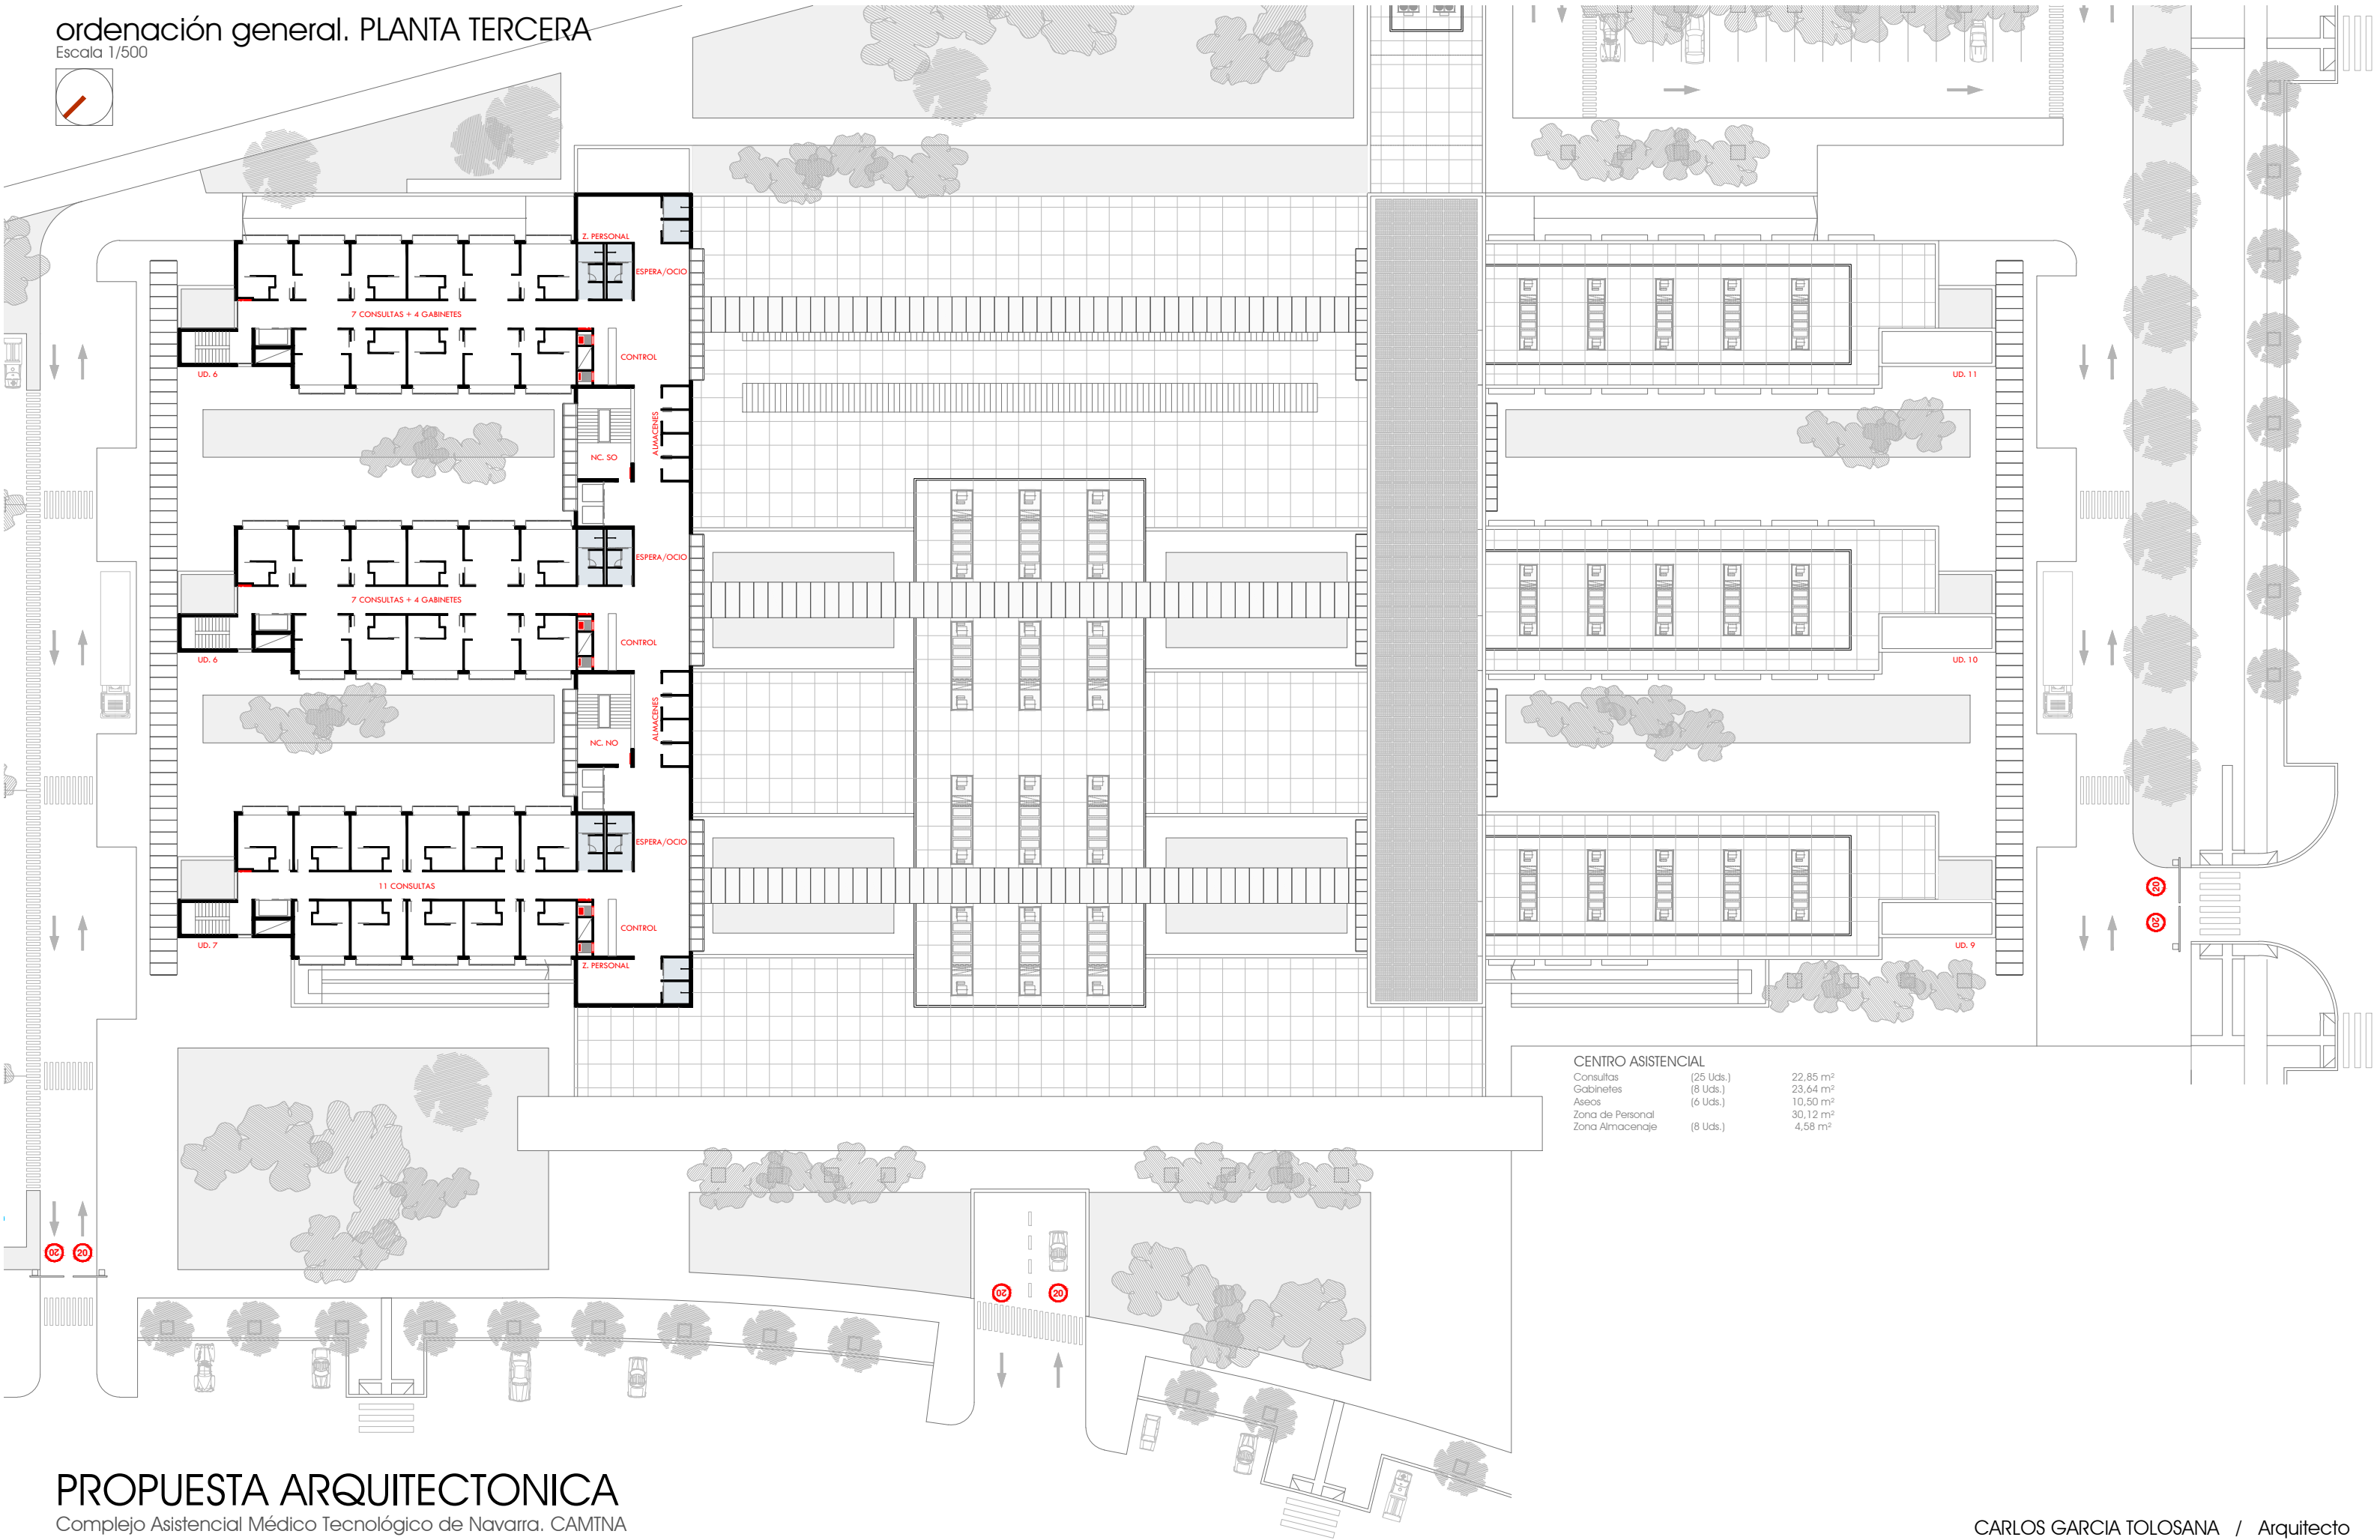 ordenación general. PLANTA TERCERA
Escala 1/500
Z. PERSONAL
ESPERA/OCIO
7 CONSULTAS + 4 GABINETES
CONTROL
UD. 6
UD. 11
ALMACENES
NC. SO
ESPERA/OCIO
7 CONSULTAS + 4 GABINETES
CONTROL
UD. 6
UD. 10
ALMACENES
NC. NO
ESPERA/OCIO
11 CONSULTAS
20
20
CONTROL
UD. 7
UD. 9
Z. PERSONAL
CENTRO ASISTENCIAL
Consultas (25 Uds.) 22,85 m²
Gabinetes (8 Uds.) 23,64 m²
Aseos (6 Uds.) 10,50 m²
Zona de Personal 30,12 m²
Zona Almacenaje (8 Uds.) 4,58 m²
20 20
20 20
PROPUESTA ARQUITECTONICA
Complejo Asistencial Médico Tecnológico de Navarra. CAMTNA
CARLOS GARCIA TOLOSANA / Arquitecto